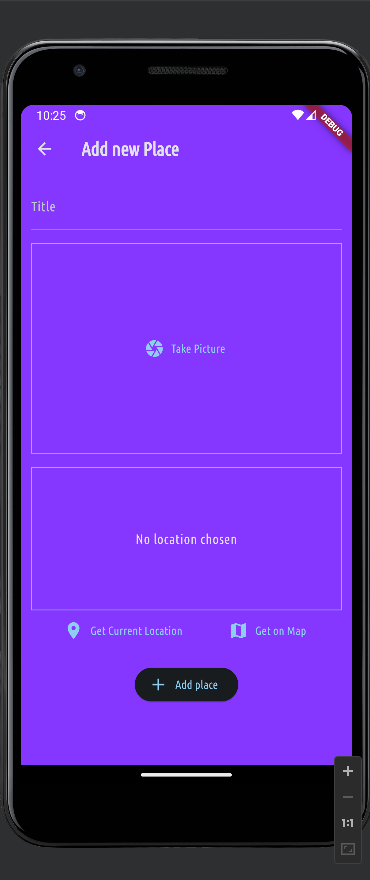 10:25
DEBUG
Add new Place
Title
Take Picture
No location chosen
Get Current Location
Get on Map
+ Add place
1:1